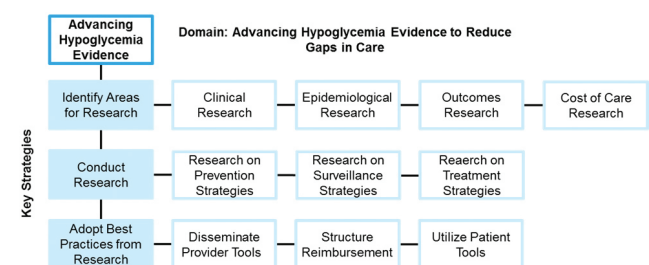 Advancing
Hypoglycemia
Evidence
Domain: Advancing Hypoglycemia Evidence to Reduce
Gaps in Care
Key Strategies
Identify Areas
for Research
Clinical
Research
Epidemiological
Research
Outcomes
Research
Cost of Care
Research
Conduct
Research
Research on
Prevention
Strategies
Research on
Surveillance
Strategies
Reaerch on
Treatment
Strategies
Adopt Best
Practices from
Research
Disseminate
Provider Tools
Structure
Reimbursement
Utilize Patient
Tools